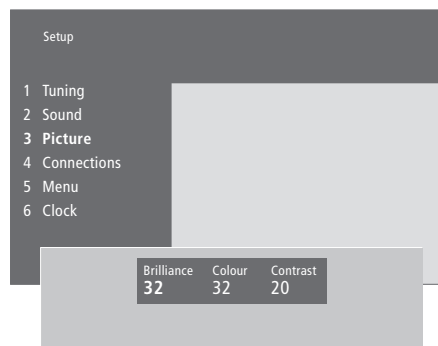 Setup
1 Tuning
2 Sound
3 Picture
4 Connections
5 Menu
6 Clock
Brilliance Colour Contrast
32 32 20